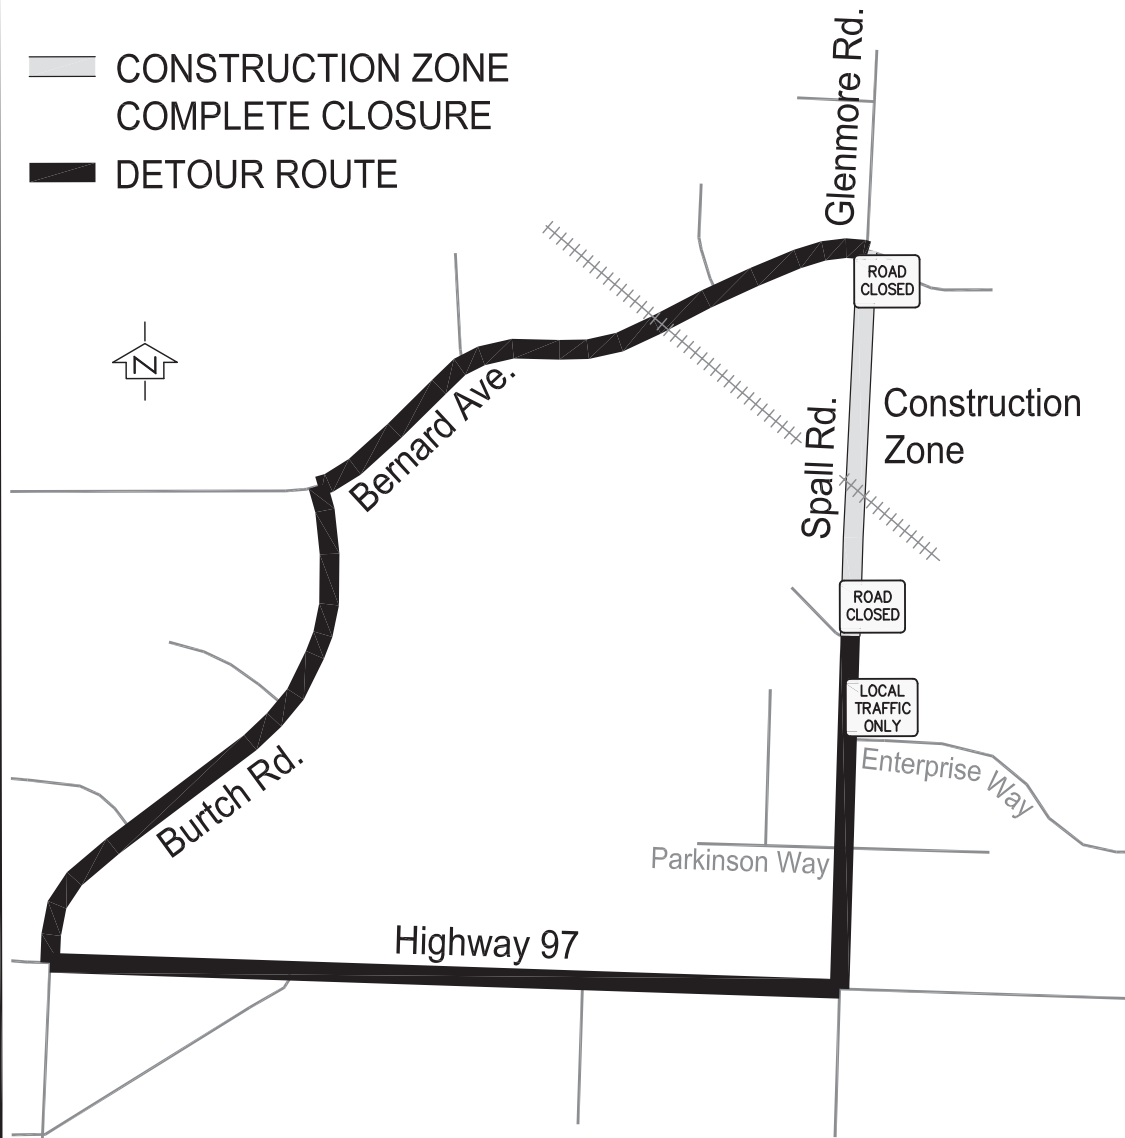 CONSTRUCTION ZONE
COMPLETE CLOSURE
DETOUR ROUTE
Glenmore Rd.
ROAD
CLOSED
N
Bernard Ave.
Spall Rd.
Construction
Zone
ROAD
CLOSED
LOCAL
TRAFFIC
ONLY
Enterprise Way
Burtch Rd.
Parkinson Way
Highway 97